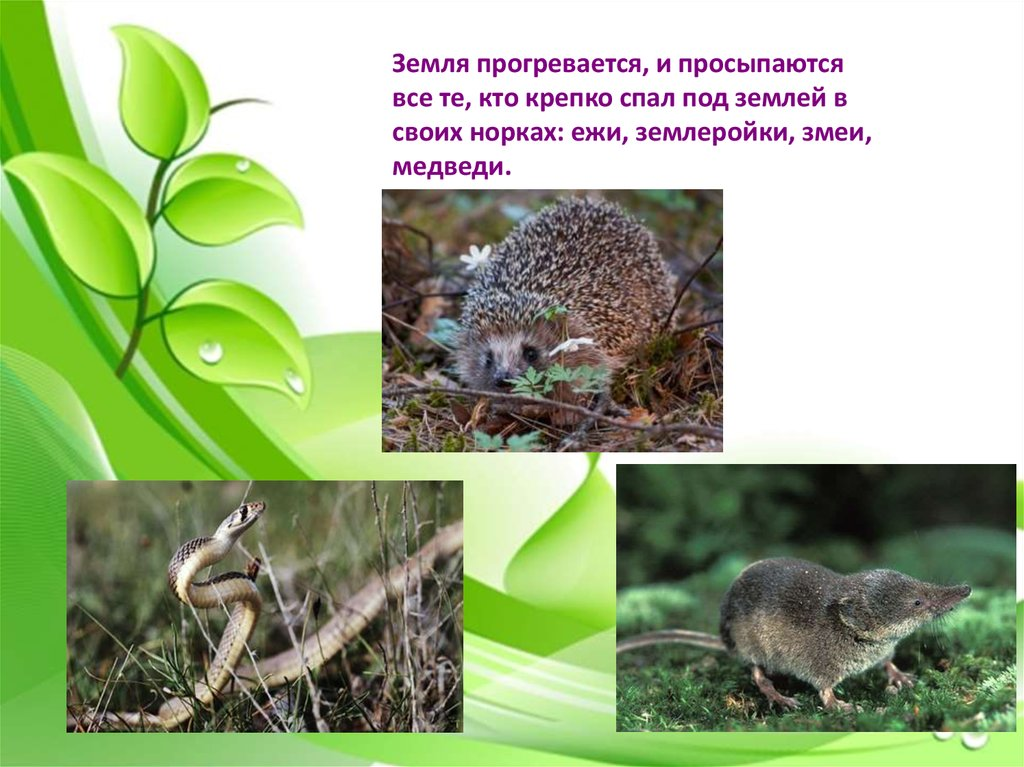 Земля прогревается, и просыпаются
все те, кто крепко спал под землей в
своих норках: ежи, землеройки, змеи,
медведи.